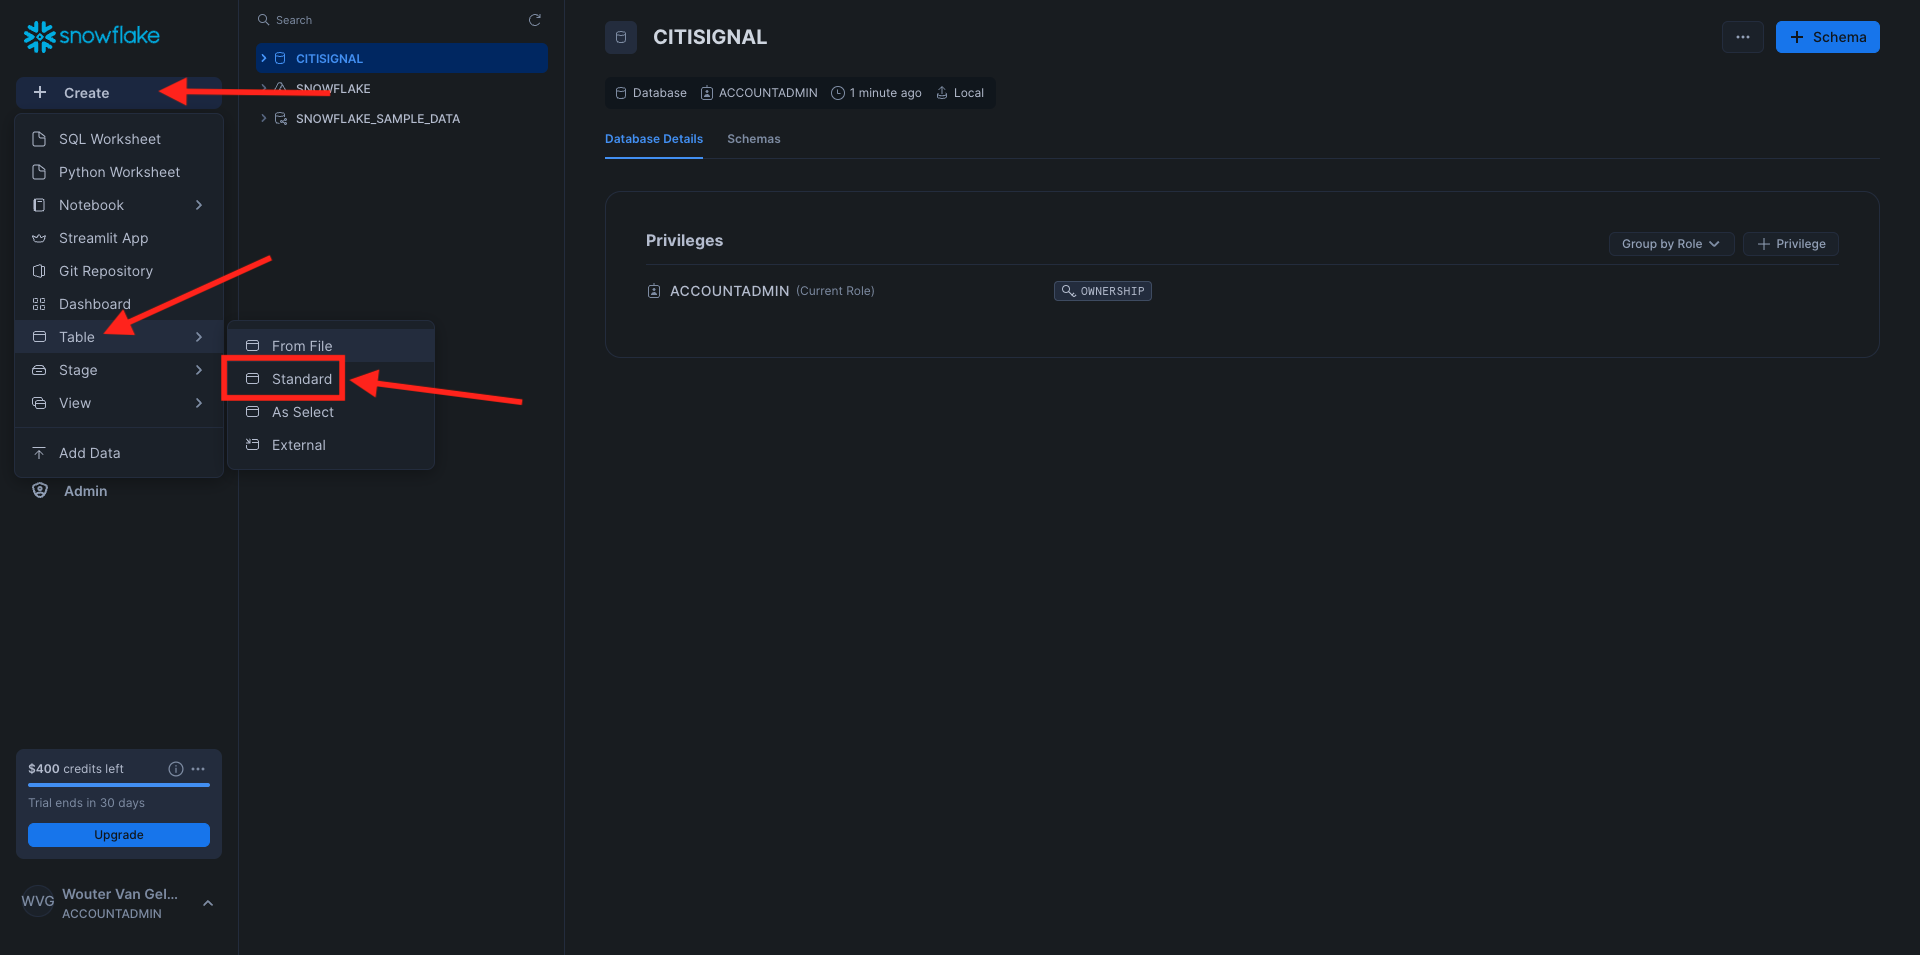 snowflake
Create
SQL Worksheet
Python Worksheet
Notebook
Streamlit App
Git Repository
Dashboard
Table
Stage
View
Add Data
Admin
From File
Standard
As Select
External
$400 credits left
Trial ends in 30 days
Upgrade
WVG
Wouter Van Gel...
ACCOUNTADMIN
Search
CITISIGNAL
SNOWFLAKE
SNOWFLAKE_SAMPLE_DATA
CITISIGNAL
Schema
Database ACCOUNTADMIN 1 minute ago Local
Database Details Schemas
Privileges
Group by Role Privilege
ACCOUNTADMIN (Current Role) OWNERSHIP